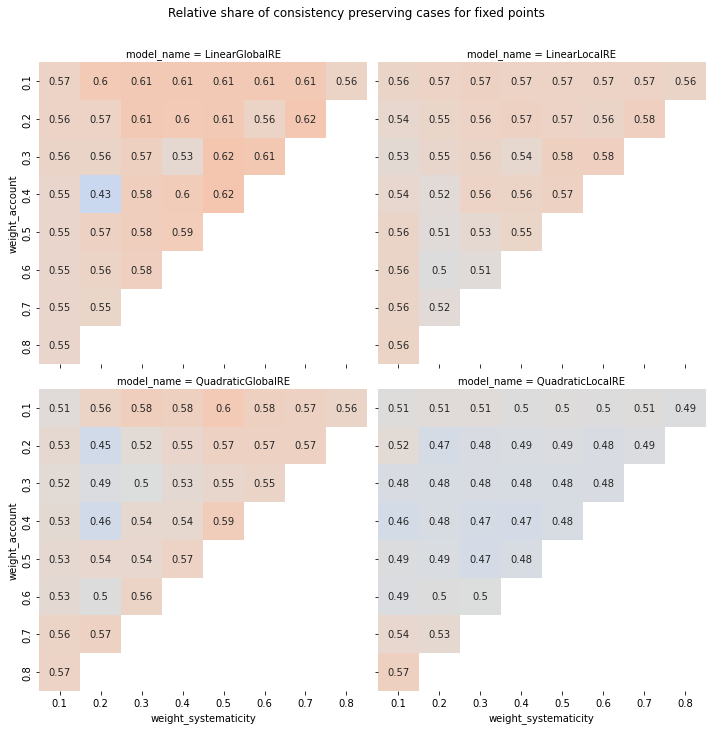 Relative share of consistency preserving cases for fixed points
model_name = LinearGlobalRE
0.1 0.57 0.6 0.61 0.61 0.61 0.61 0.61 0.56
0.2 0.56 0.57 0.61 0.6 0.61 0.56 0.62
0.3 0.56 0.56 0.57 0.53 0.62 0.61
0.4 0.55 0.43 0.58 0.6 0.62
0.5 0.55 0.57 0.58 0.59
0.6 0.55 0.56 0.58
0.7 0.55 0.55
0.8 0.55
weight_account
model_name = LinearLocalRE
0.56 0.57 0.57 0.57 0.57 0.57 0.57 0.56
0.54 0.55 0.56 0.57 0.57 0.56 0.58
0.53 0.55 0.56 0.54 0.58 0.58
0.54 0.52 0.56 0.56 0.57
0.56 0.51 0.53 0.55
0.56 0.5 0.51
0.56 0.52
0.56
model_name = QuadraticGlobalRE
0.1 0.51 0.56 0.58 0.58 0.6 0.58 0.57 0.56
0.2 0.53 0.45 0.52 0.55 0.57 0.57 0.57
0.3 0.52 0.49 0.5 0.53 0.55 0.55
0.4 0.53 0.46 0.54 0.54 0.59
0.5 0.53 0.54 0.54 0.57
0.6 0.53 0.5 0.56
0.7 0.56 0.57
0.8 0.57
weight_account
0.1 0.2 0.3 0.4 0.5 0.6 0.7 0.8
weight_systematicity
model_name = QuadraticLocalRE
0.51 0.51 0.51 0.5 0.5 0.5 0.51 0.49
0.52 0.47 0.48 0.49 0.49 0.48 0.49
0.48 0.48 0.48 0.48 0.48 0.48
0.46 0.48 0.47 0.47 0.48
0.49 0.49 0.47 0.48
0.49 0.5 0.5
0.54 0.53
0.57
0.1 0.2 0.3 0.4 0.5 0.6 0.7 0.8
weight_systematicity